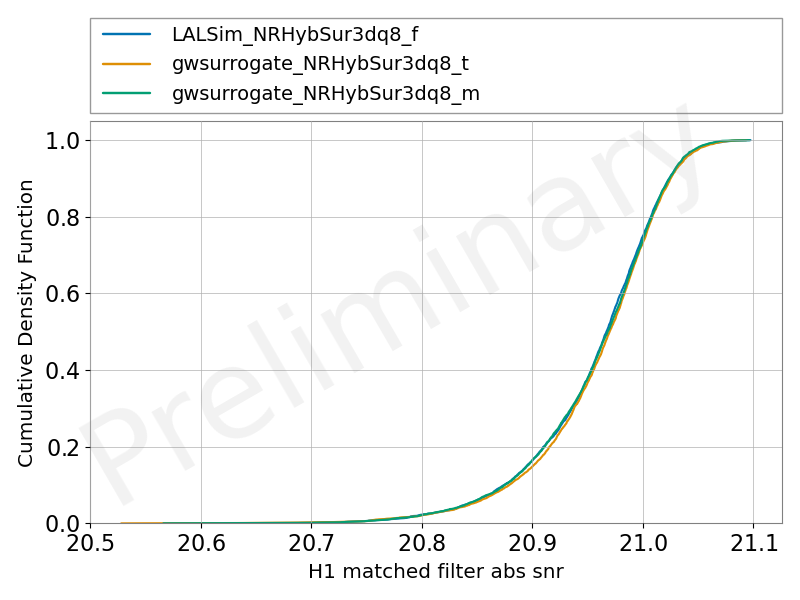 LALSim_NRHybSur3dq8_f
gwsurrogate_NRHybSur3dq8_t
gwsurrogate_NRHybSur3dq8_m
Preliminary
Cumulative Density Function
1.0
0.8
0.6
0.4
0.2
0.0
20.5 20.6 20.7 20.8 20.9 21.0 21.1
H1 matched filter abs snr